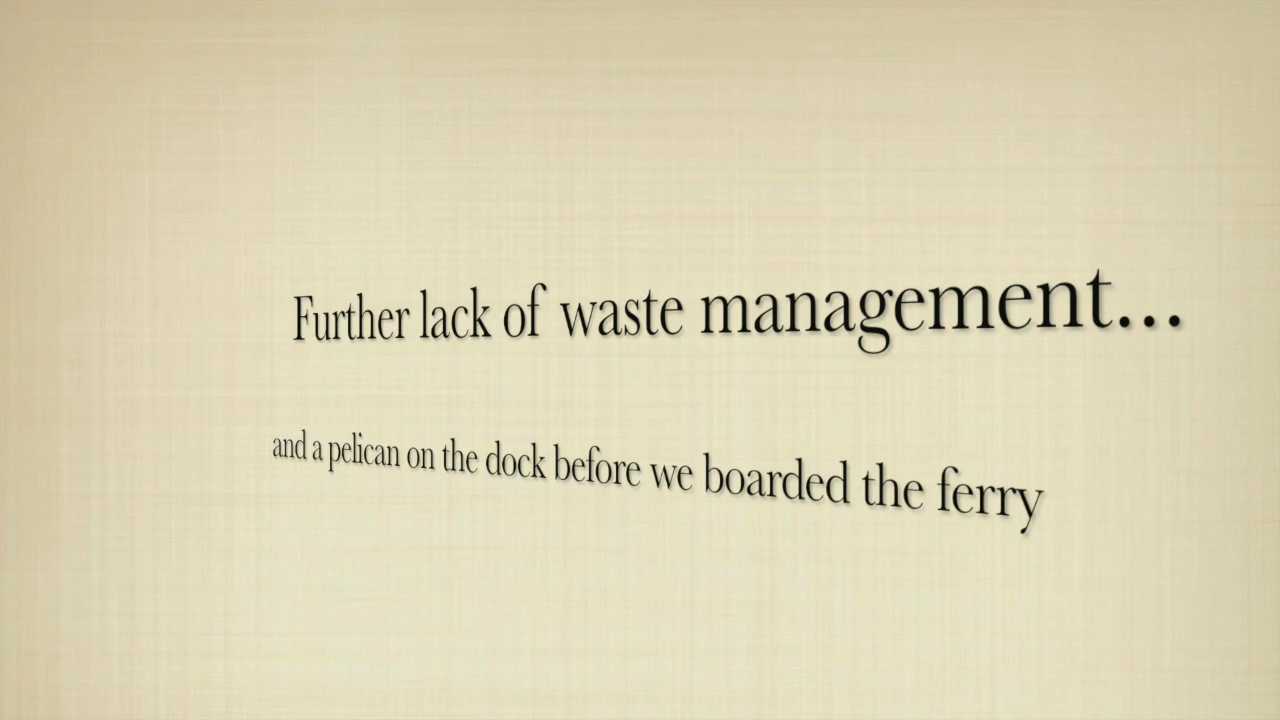 Further lack of waste management...
and a pelican on the dock before we boarded the ferry